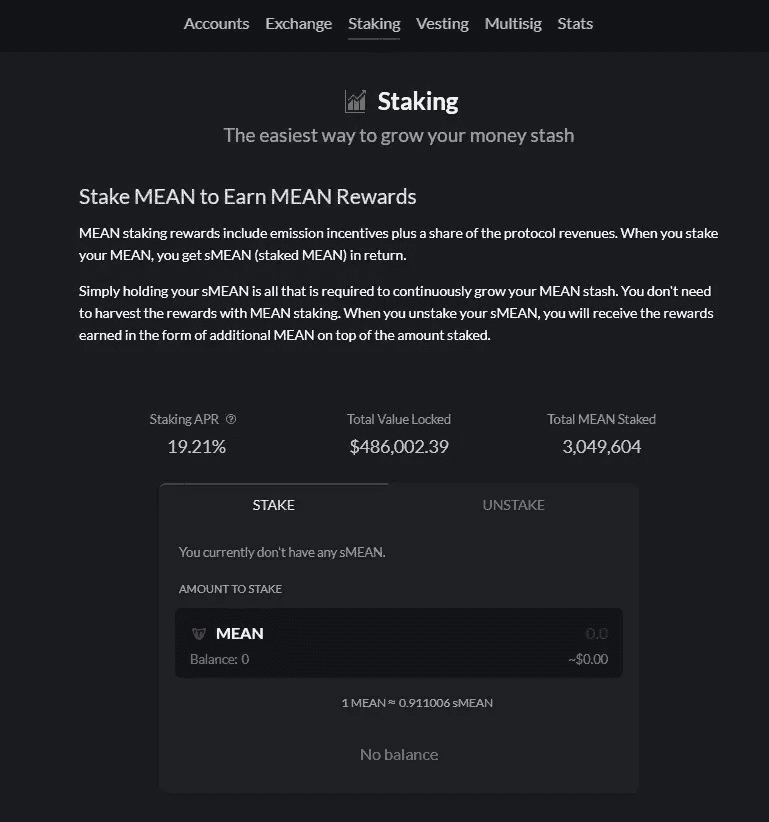 Accounts Exchange Staking Vesting Multisig Stats
Staking
The easiest way to grow your money stash
Stake MEAN to Earn MEAN Rewards
MEAN staking rewards include emission incentives plus a share of the protocol revenues. When you stake
your MEAN, you get sMEAN (staked MEAN) in return.
Simply holding your sMEAN is all that is required to continuously grow your MEAN stash. You don't need
to harvest the rewards with MEAN staking. When you unstake your sMEAN, you will receive the rewards
earned in the form of additional MEAN on top of the amount staked.
Staking APR ? Total Value Locked Total MEAN Staked
19.21% $486,002.39 3,049,604
STAKE UNSTAKE
You currently don't have any sMEAN.
AMOUNT TO STAKE
MEAN 0.0
Balance: 0 ~$0.00
1 MEAN ≈ 0.911006 sMEAN
No balance